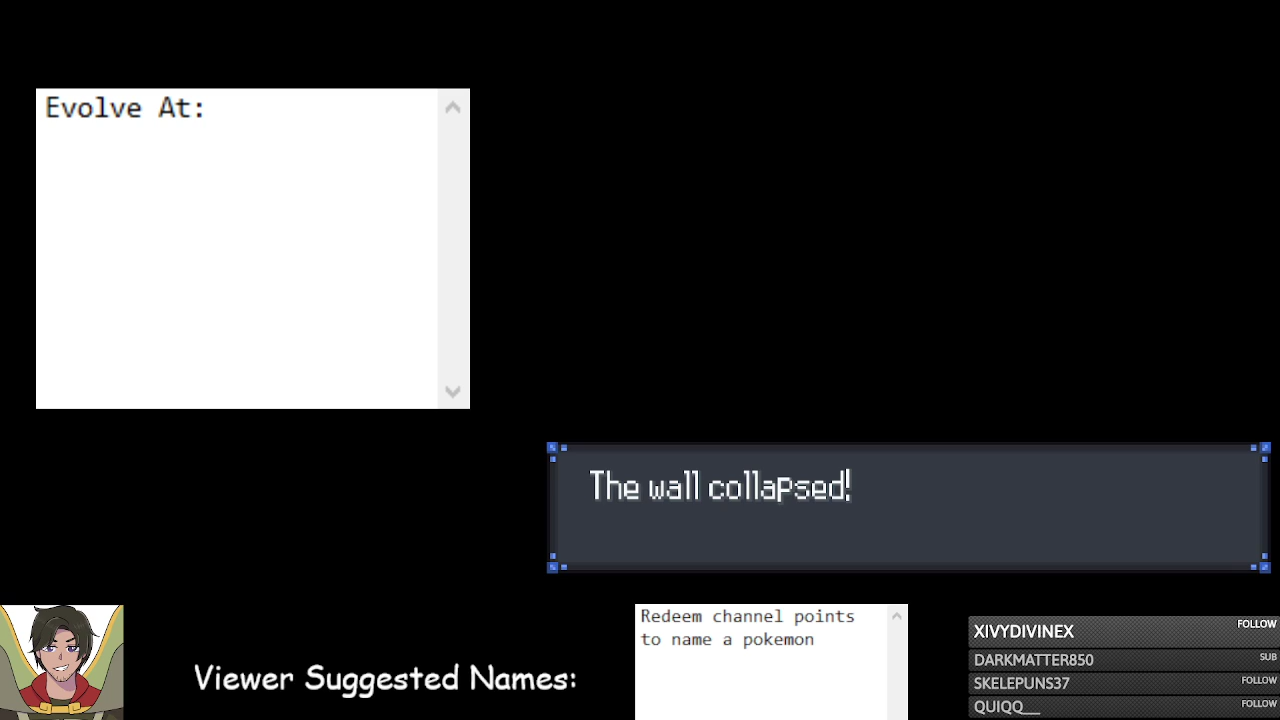 Evolve At:
The wall collapsed!
Viewer Suggested Names:
Redeem channel points
to name a pokemon
XIVYDIVINEX FOLLOW
DARKMATTER850 SUB
SKELEPUNS37 FOLLOW
QUIQQ__ FOLLOW